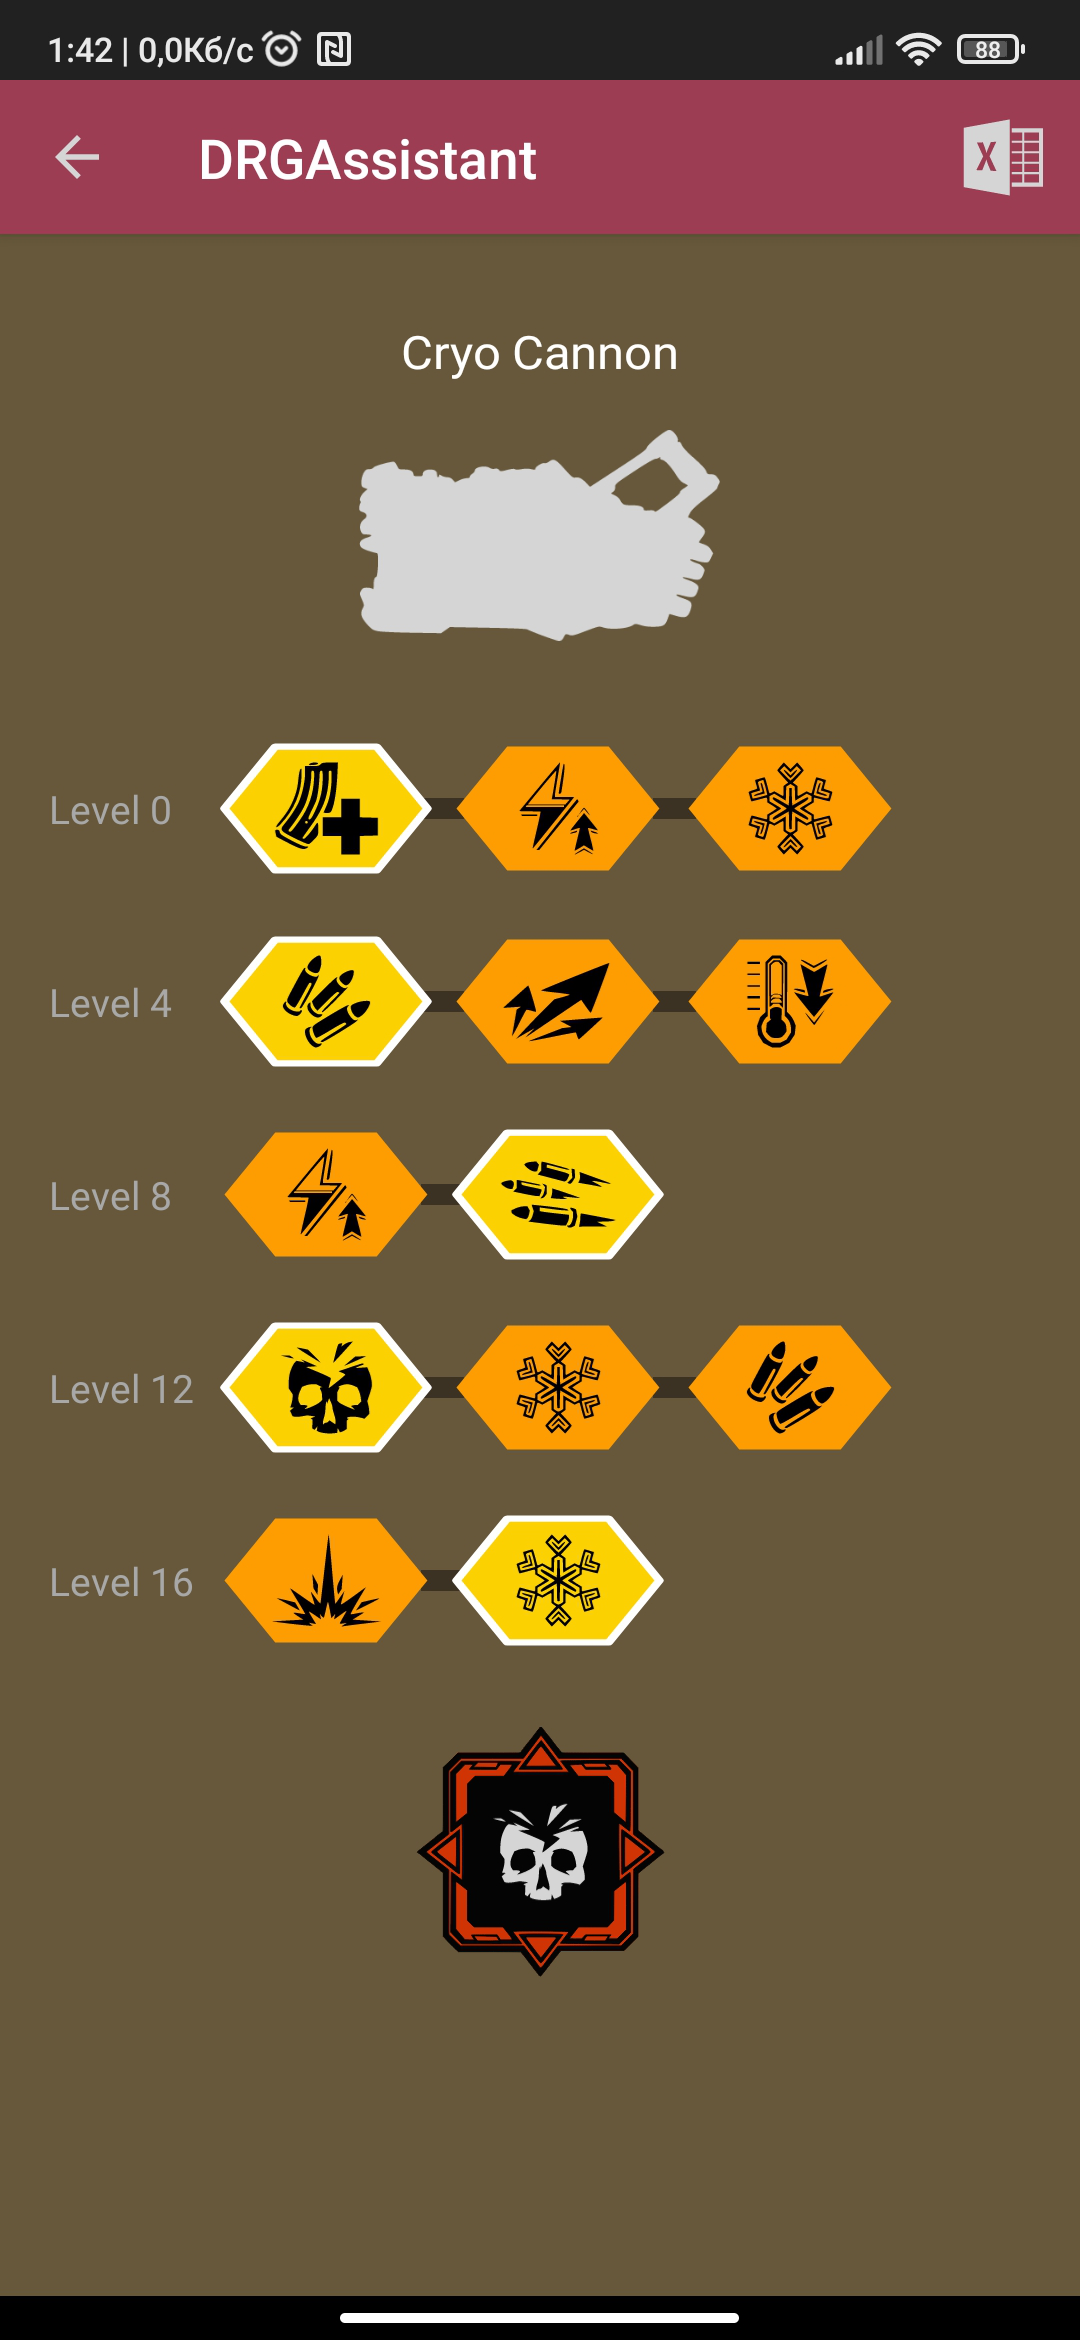 1:42 | 0,0Кб/с
88
DRGAssistant
X
Cryo Cannon
Level 0
Level 4
Level 8
Level 12
Level 16